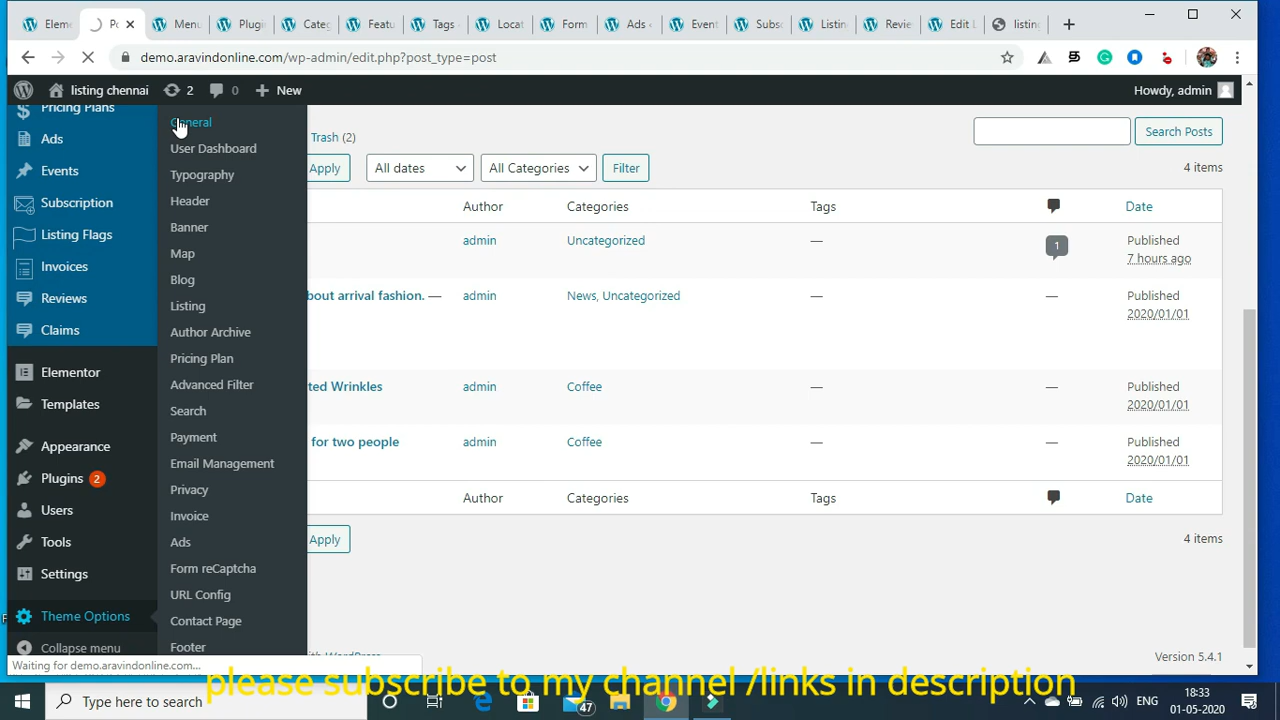 Eleme
Po
Menu
Plugi
Categ
Featu
Tags
Locat
Form
Ads
Event
Subsc
Listin
Revie
Edit L
listing
demo.aravindonline.com/wp-admin/edit.php?post_type=post
listing chennai
2
0
New
Howdy, admin
Pricing Plans
Ads
Events
Subscription
Listing Flags
Invoices
Reviews
Claims
Elementor
Templates
Appearance
Plugins 2
Users
Tools
Settings
Theme Options
Collapse menu
General
User Dashboard
Typography
Header
Banner
Map
Blog
Listing
Author Archive
Pricing Plan
Advanced Filter
Search
Payment
Email Management
Privacy
Invoice
Ads
Form reCaptcha
URL Config
Contact Page
Footer
Trash (2)
Search Posts
Apply
All dates
All Categories
Filter
4 items
Author
Categories
Tags
Date
admin
Uncategorized
—
1
Published
7 hours ago
bout arrival fashion. —
admin
News, Uncategorized
—
—
Published
2020/01/01
ted Wrinkles
admin
Coffee
—
—
Published
2020/01/01
for two people
admin
Coffee
—
—
Published
2020/01/01
Author
Categories
Tags
Date
Apply
4 items
ith WordPress
Version 5.4.1
Waiting for demo.aravindonline.com...
please subscribe to my channel /links in description
Type here to search
47
ENG
18:33
01-05-2020